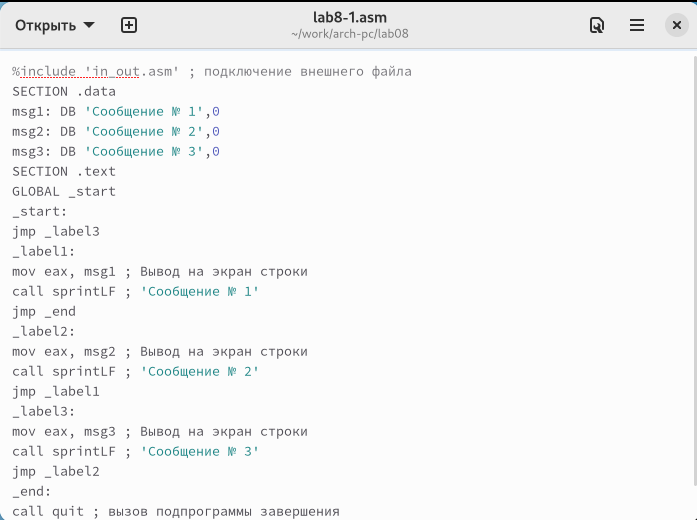 Открыть
lab8-1.asm
~/work/arch-pc/lab08
%include 'in_out.asm' ; подключение внешнего файла
SECTION .data
msg1: DB 'Сообщение № 1',0
msg2: DB 'Сообщение № 2',0
msg3: DB 'Сообщение № 3',0
SECTION .text
GLOBAL _start
_start:
jmp _label3
_label1:
mov eax, msg1 ; Вывод на экран строки
call sprintLF ; 'Сообщение № 1'
jmp _end
_label2:
mov eax, msg2 ; Вывод на экран строки
call sprintLF ; 'Сообщение № 2'
jmp _label1
_label3:
mov eax, msg3 ; Вывод на экран строки
call sprintLF ; 'Сообщение № 3'
jmp _label2
_end:
call quit ; вызов подпрограммы завершения